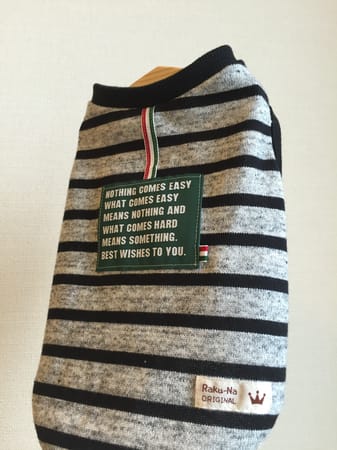 NOTHING COMES EASY
WHAT COMES EASY
MEANS NOTHING AND
WHAT COMES HARD
MEANS SOMETHING.
BEST WISHES TO YOU.
Raku-Na
ORIGINAL